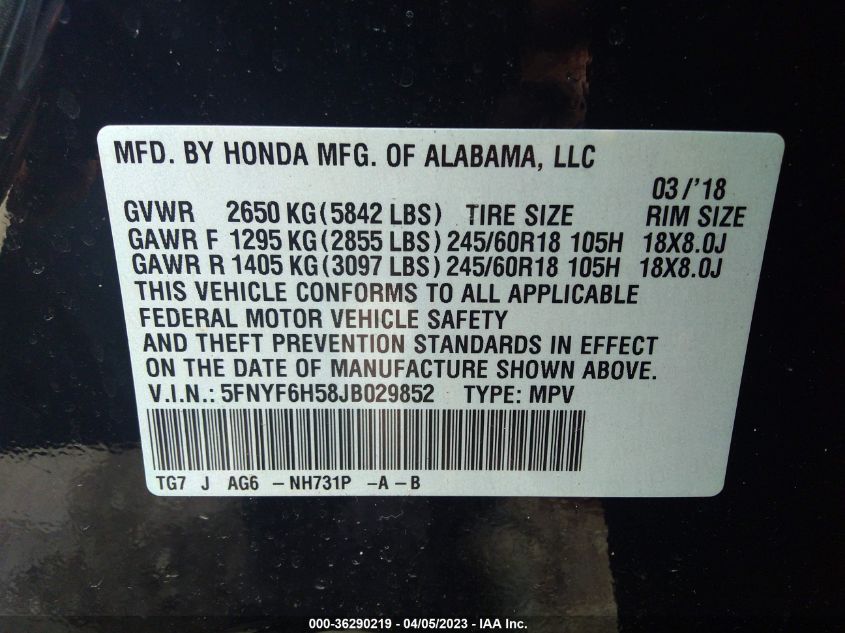 MFD. BY HONDA MFG. OF ALABAMA, LLC
03/'18
GVWR 2650 KG(5842 LBS) TIRE SIZE RIM SIZE
GAWR F 1295 KG(2855 LBS) 245/60R18 105H 18X8.0J
GAWR R 1405 KG(3097 LBS) 245/60R18 105H 18X8.0J
THIS VEHICLE CONFORMS TO ALL APPLICABLE
FEDERAL MOTOR VEHICLE SAFETY
AND THEFT PREVENTION STANDARDS IN EFFECT
ON THE DATE OF MANUFACTURE SHOWN ABOVE.
V.I.N.: 5FNYF6H58JB029852 TYPE: MPV
TG7 J AG6 -NH731P -A-B
000-36290219 - 04/05/2023 - IAA Inc.